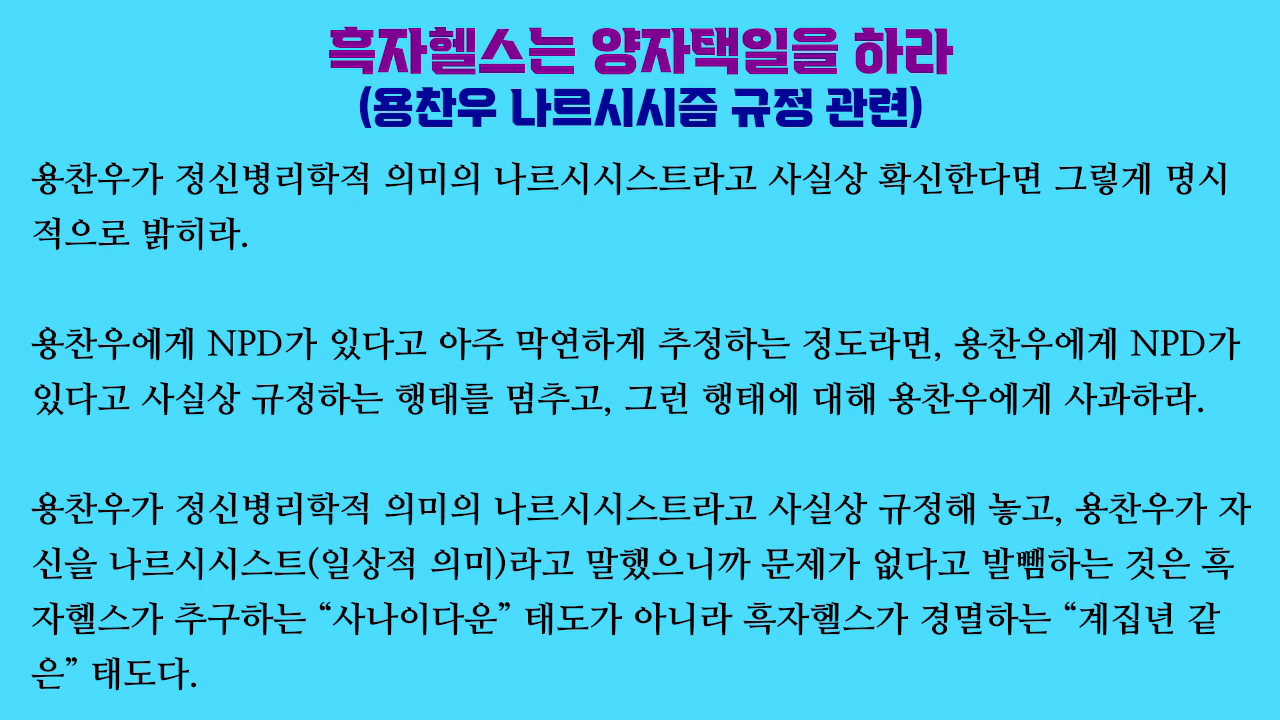 흑자헬스는 양자택일을 하라
(용찬우 나르시시즘 규정 관련)
용찬우가 정신병리학적 의미의 나르시시스트라고 사실상 확신한다면 그렇게 명시
적으로 밝히라.
용찬우에게 NPD가 있다고 아주 막연하게 추정하는 정도라면, 용찬우에게 NPD가
있다고 사실상 규정하는 행태를 멈추고, 그런 행태에 대해 용찬우에게 사과하라.
용찬우가 정신병리학적 의미의 나르시시스트라고 사실상 규정해 놓고, 용찬우가 자
신을 나르시시스트(일상적 의미)라고 말했으니까 문제가 없다고 발뺌하는 것은 흑
자헬스가 추구하는 “사나이다운” 태도가 아니라 흑자헬스가 경멸하는 “계집년 같
은” 태도다.